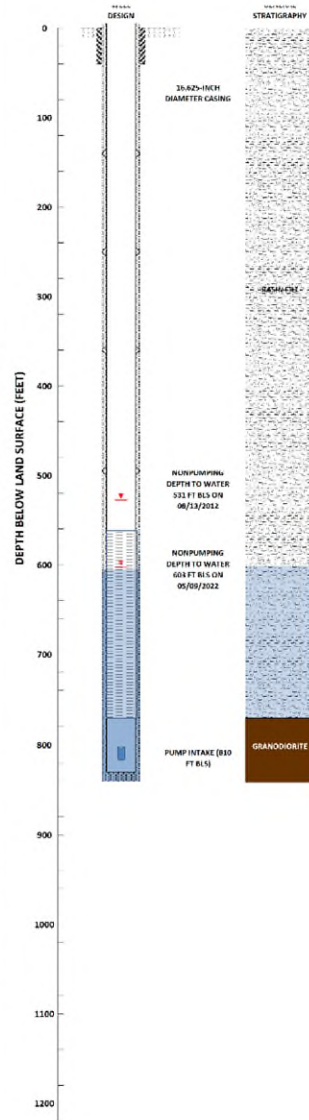 DESIGN
STRATIGRAPHY
0
16.625-INCH
DIAMETER CASING
100
200
BASIN FILL
300
400
DEPTH BELOW LAND SURFACE (FEET)
500
NONPUMPING
DEPTH TO WATER
531 FT BLS ON
08/13/2012
600
NONPUMPING
DEPTH TO WATER
603 FT BLS ON
05/09/2022
700
800
GRANODIORITE
PUMP INTAKE (810
FT BLS)
900
1000
1100
1200